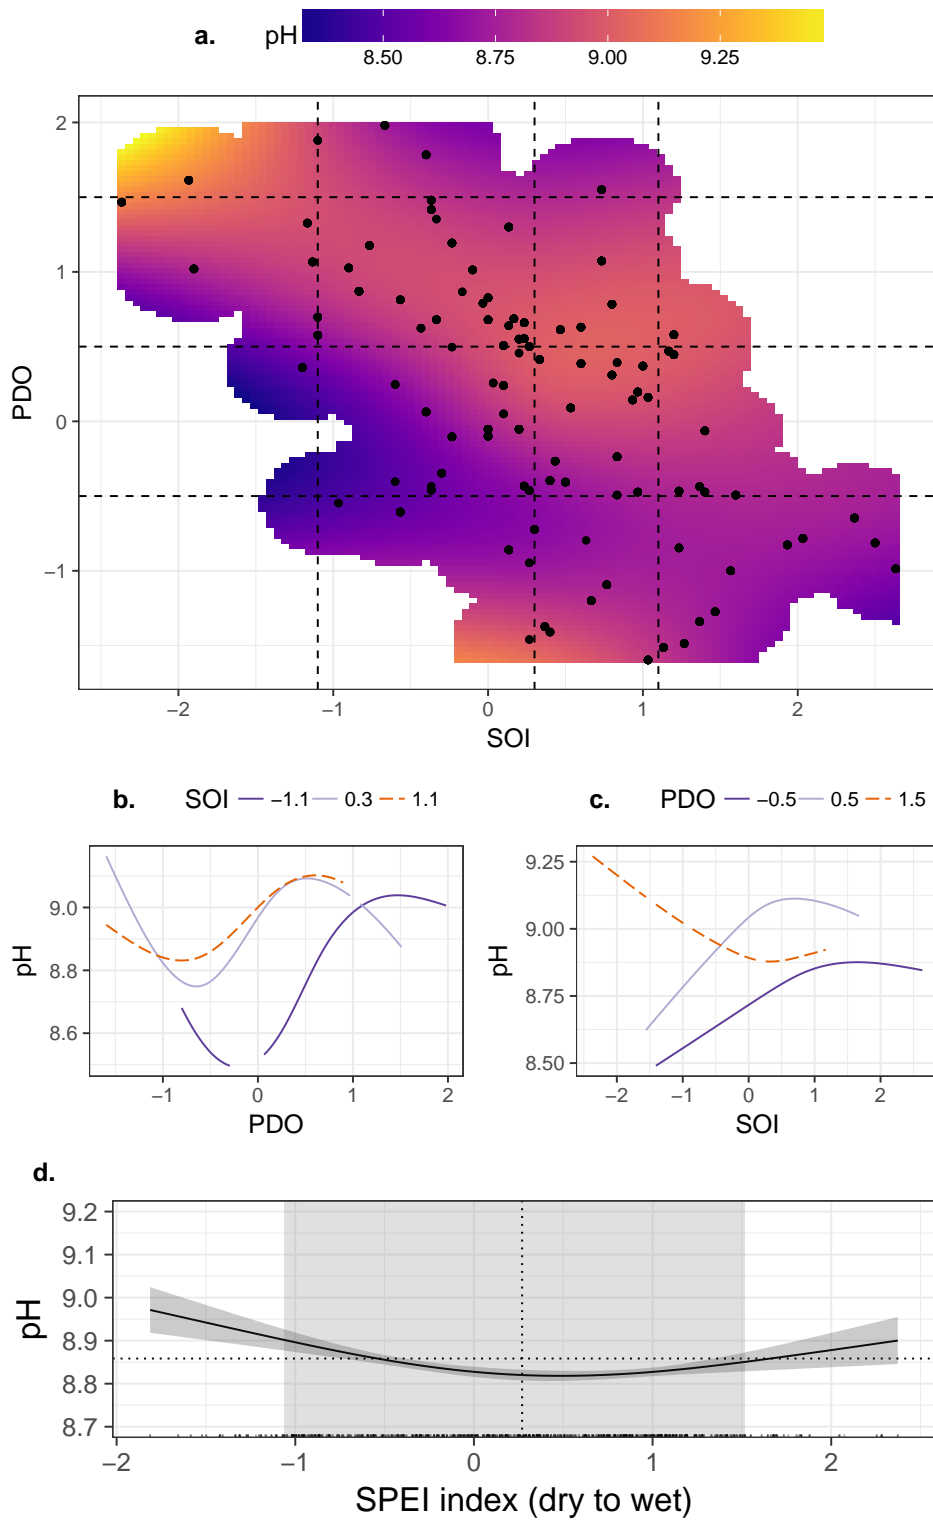 a. pH
8.50 8.75 9.00 9.25
2
1
0
−1
PDO
−2 −1 0 1 2
SOI
b. SOI −1.1 0.3 1.1
9.0
8.8
8.6
pH
−1 0 1 2
PDO
c. PDO −0.5 0.5 1.5
9.25
9.00
8.75
8.50
pH
−2 −1 0 1 2
SOI
d.
9.2
9.1
9.0
8.9
8.8
8.7
pH
−2 −1 0 1 2
SPEI index (dry to wet)